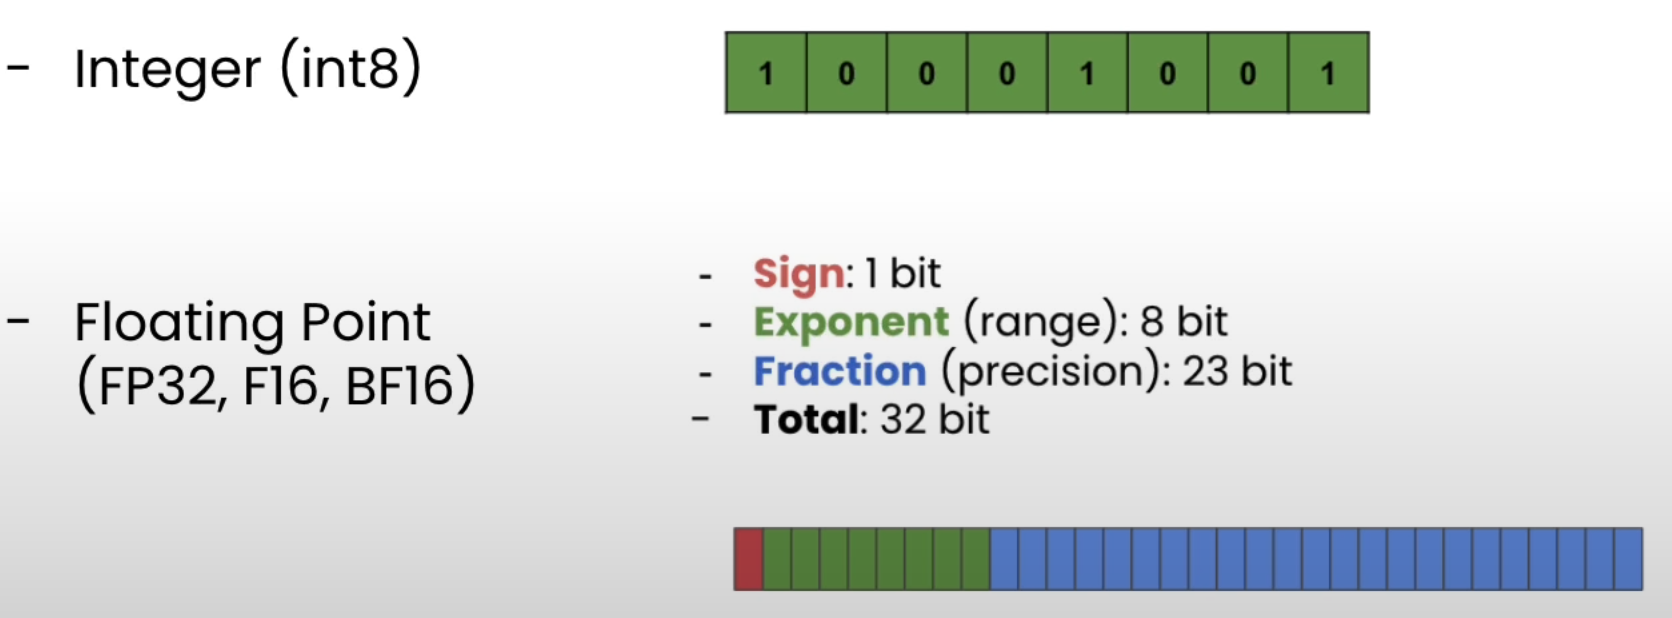 - Integer (int8)
1 0 0 0 1 0 0 1
- Floating Point
(FP32, F16, BF16)
- Sign: 1 bit
- Exponent (range): 8 bit
- Fraction (precision): 23 bit
- Total: 32 bit